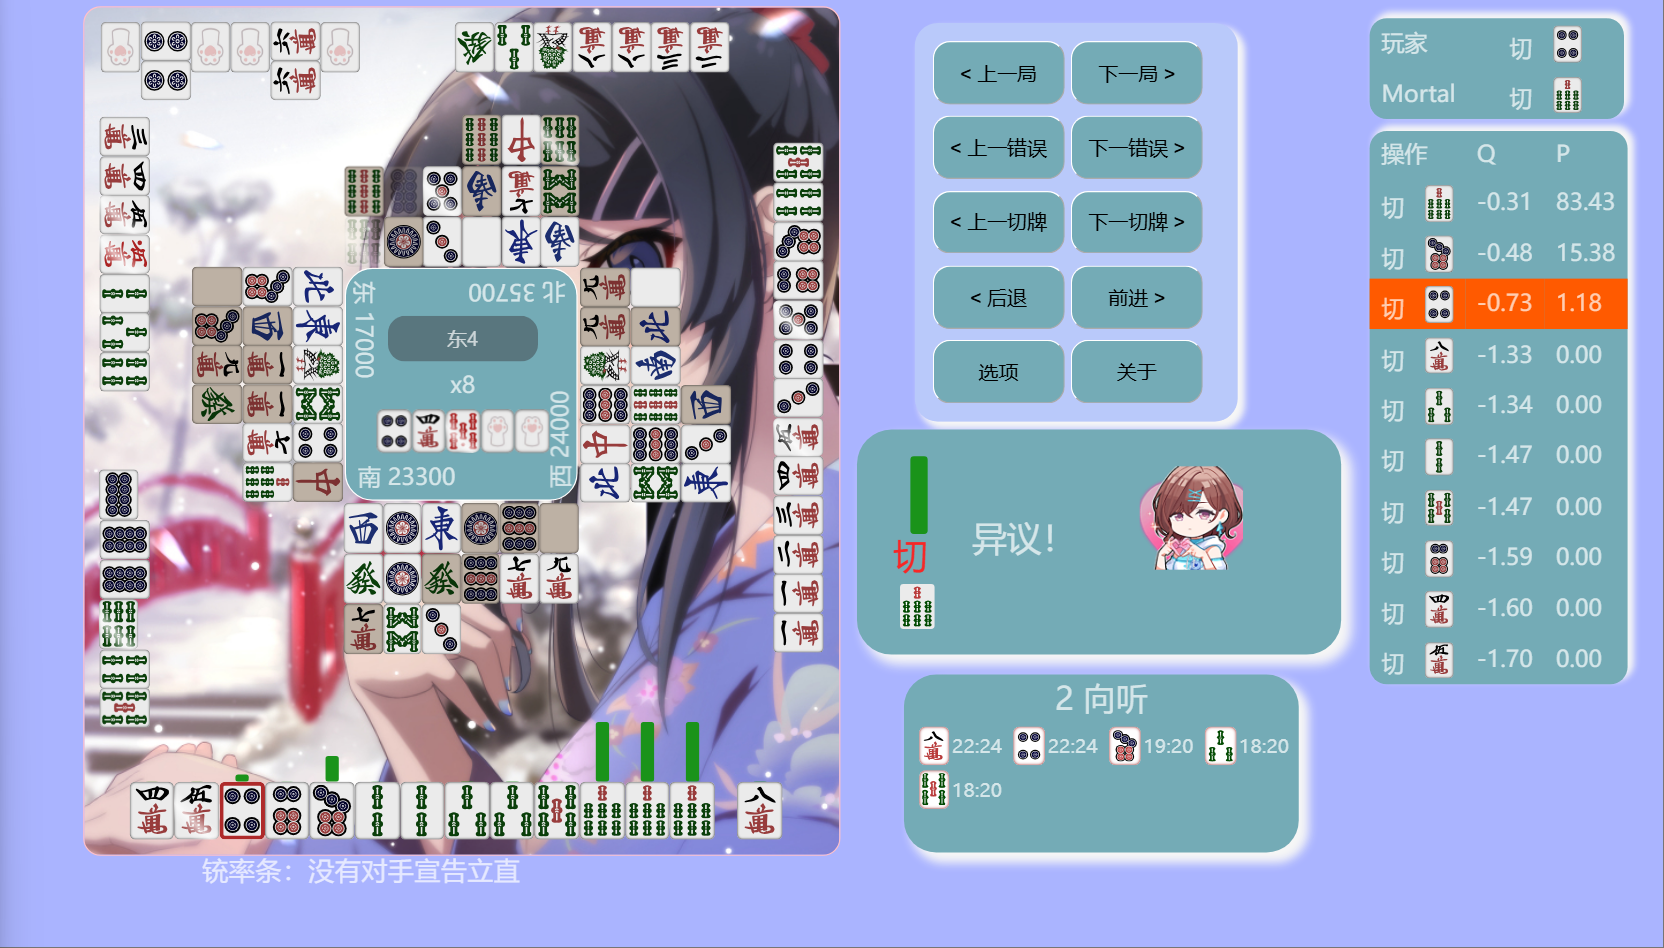 < 上一局
下一局 >
< 上一错误
下一错误 >
< 上一切牌
下一切牌 >
< 后退
前进 >
选项
关于
玩家 切
Mortal 切
操作 Q P
切 -0.31 83.43
切 -0.48 15.38
切 -0.73 1.18
切 -1.33 0.00
切 -1.34 0.00
切 -1.47 0.00
切 -1.47 0.00
切 -1.59 0.00
切 -1.60 0.00
切 -1.70 0.00
北 35700
东 17000
东4
x8
西 24000
南 23300
切
异议！
2 向听
22:24 22:24 19:20 18:20
18:20
铳率条：没有对手宣告立直